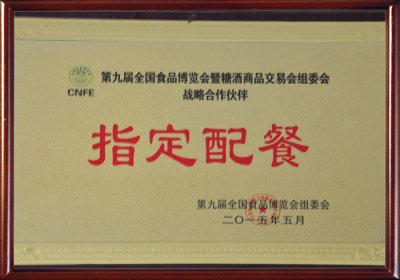 第九届全国食品博览会暨糖酒商品交易会组委会
战略合作伙伴
CNFE
指定配餐
第九届全国食品博览会组委会
二〇一五年五月